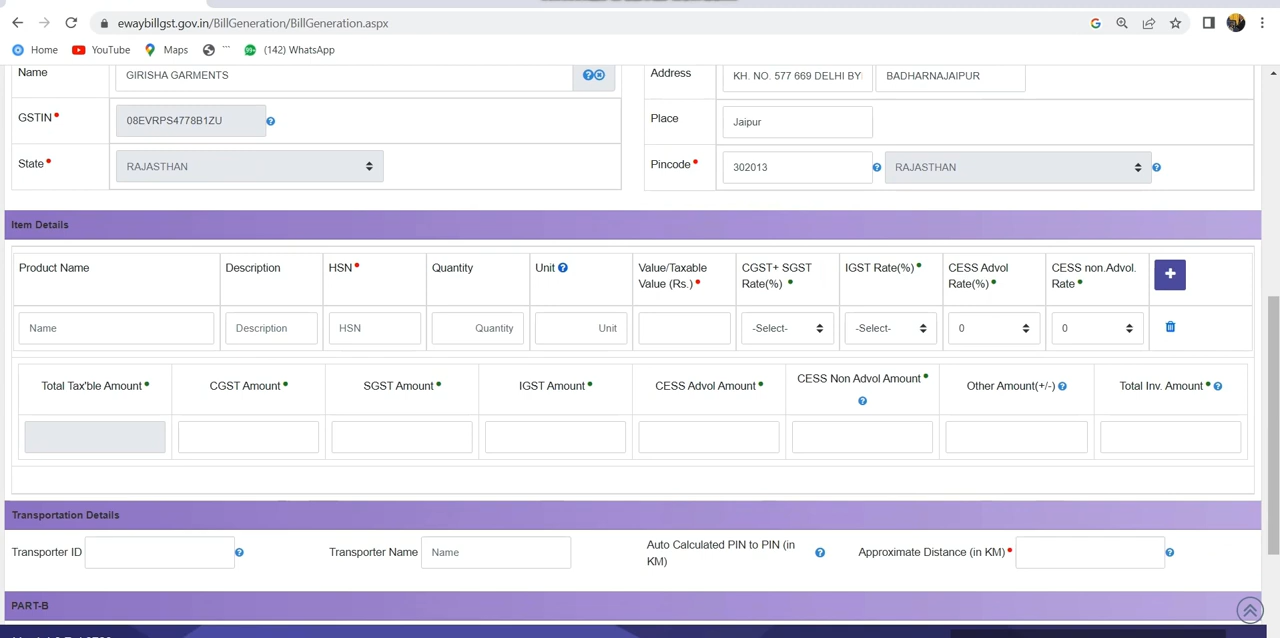 ewaybillgst.gov.in/BillGeneration/BillGeneration.aspx
Home YouTube Maps (142) WhatsApp
Name GIRISHA GARMENTS
Address KH. NO. 577 669 DELHI BY BADHARNAJAIPUR
GSTIN 08EVRPS4778B1ZU
Place Jaipur
State RAJASTHAN
Pincode 302013 RAJASTHAN
Item Details
Product Name Description HSN Quantity Unit Value/Taxable Value (Rs.) CGST+ SGST Rate(%) IGST Rate(%) CESS Advol Rate(%) CESS non.Advol. Rate +
Name Description HSN Quantity Unit -Select- -Select- 0 0
Total Tax'ble Amount CGST Amount SGST Amount IGST Amount CESS Advol Amount CESS Non Advol Amount Other Amount(+/-) Total Inv. Amount
Transportation Details
Transporter ID Transporter Name Name Auto Calculated PIN to PIN (in KM) Approximate Distance (in KM)
PART-B